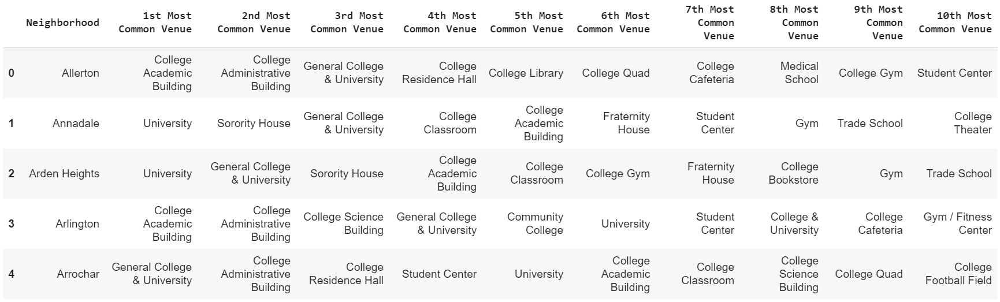 Neighborhood 1st Most Common Venue 2nd Most Common Venue 3rd Most Common Venue 4th Most Common Venue 5th Most Common Venue 6th Most Common Venue 7th Most Common Venue 8th Most Common Venue 9th Most Common Venue 10th Most Common Venue
0 Allerton College Academic Building College Administrative Building General College & University College Residence Hall College Library College Quad College Cafeteria Medical School College Gym Student Center
1 Annadale University Sorority House General College & University College Classroom College Academic Building Fraternity House Student Center Gym Trade School College Theater
2 Arden Heights University General College & University Sorority House College Academic Building College Classroom College Gym Fraternity House College Bookstore Gym Trade School
3 Arlington College Academic Building College Administrative Building College Science Building General College & University Community College University Student Center College & University College Cafeteria Gym / Fitness Center
4 Arrochar General College & University College Administrative Building College Residence Hall Student Center University College Academic Building College Classroom College Science Building College Quad College Football Field